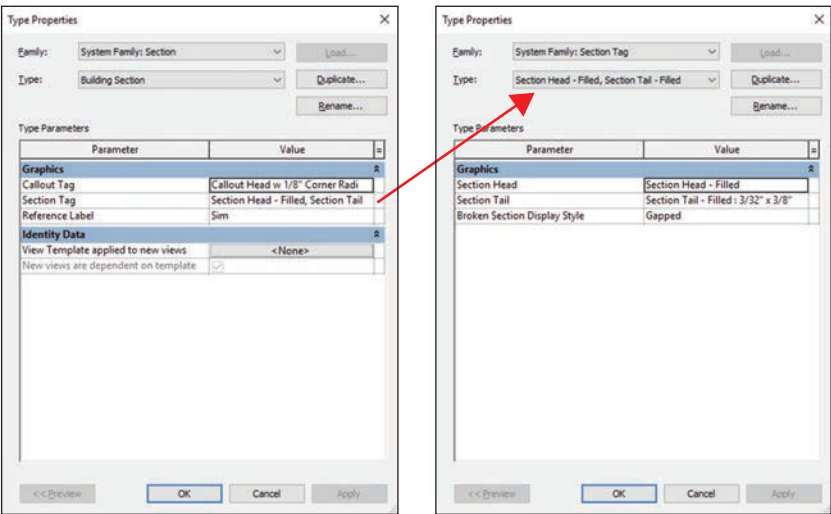 Type Properties
Family: System Family: Section Load...
Type: Building Section Duplicate...
Rename...
Type Parameters
Parameter Value =
Graphics
Callout Tag Callout Head w 1/8" Corner Radi
Section Tag Section Head - Filled, Section Tail
Reference Label Sim
Identity Data
View Template applied to new views <None>
New views are dependent on template
<< Preview OK Cancel Apply
Type Properties
Family: System Family: Section Tag Load...
Type: Section Head - Filled, Section Tail - Filled Duplicate...
Rename...
Type Parameters
Parameter Value =
Graphics
Section Head Section Head - Filled
Section Tail Section Tail - Filled : 3/32" x 3/8"
Broken Section Display Style Gapped
<< Preview OK Cancel Apply